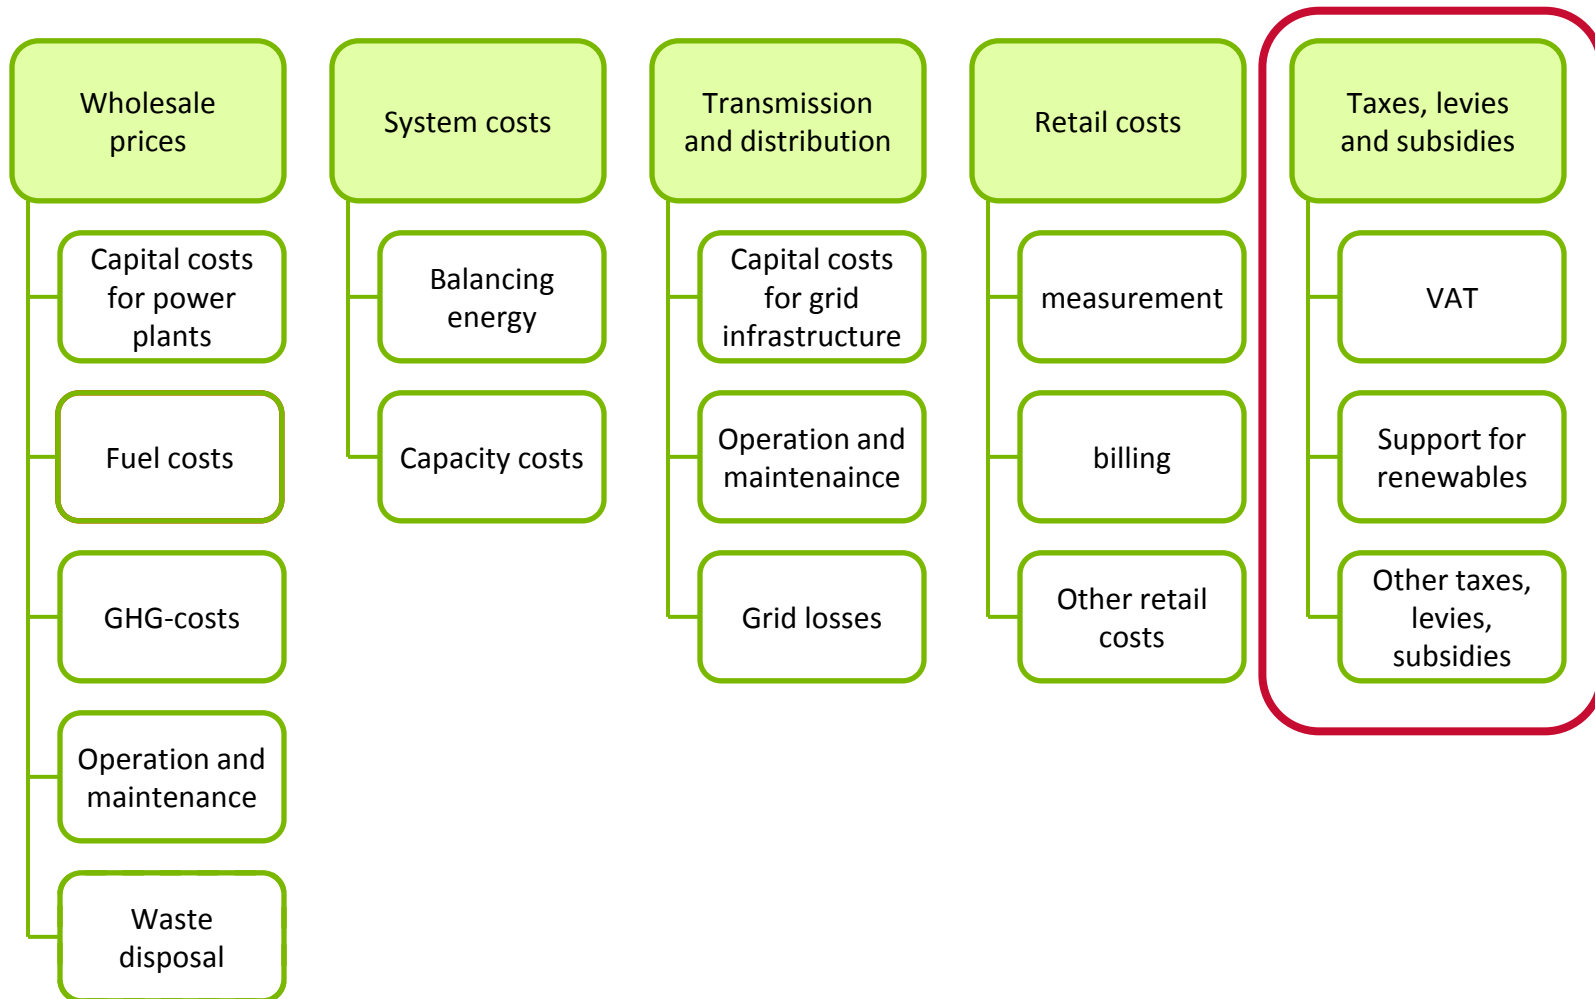 Wholesale
prices
Capital costs
for power
plants
Fuel costs
GHG-costs
Operation and
maintenance
Waste
disposal
System costs
Balancing
energy
Capacity costs
Transmission
and distribution
Capital costs
for grid
infrastructure
Operation and
maintenaince
Grid losses
Retail costs
measurement
billing
Other retail
costs
Taxes, levies
and subsidies
VAT
Support for
renewables
Other taxes,
levies,
subsidies